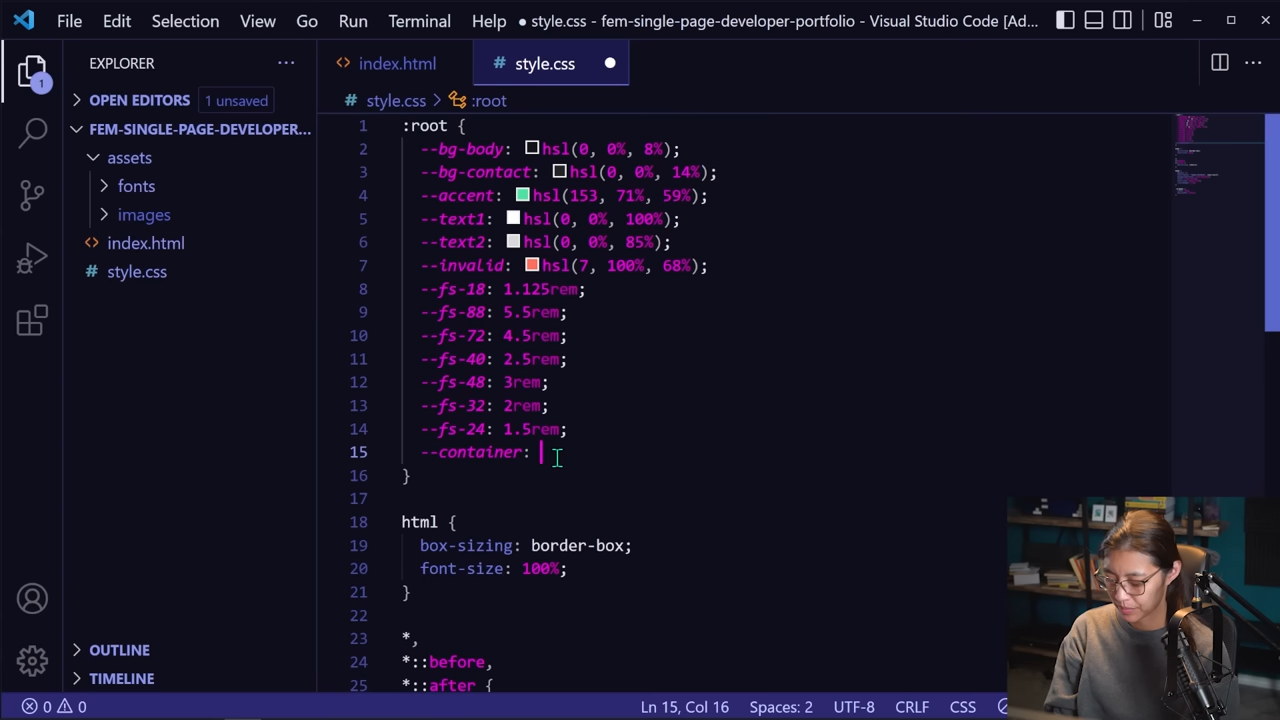 File Edit Selection View Go Run Terminal Help
● style.css - fem-single-page-developer-portfolio - Visual Studio Code [Ad...
EXPLORER
1
OPEN EDITORS 1 unsaved
FEM-SINGLE-PAGE-DEVELOPER...
assets
fonts
images
index.html
style.css
OUTLINE
TIMELINE
index.html
style.css
style.css > :root
1 :root {
2 --bg-body: hsl(0, 0%, 8%);
3 --bg-contact: hsl(0, 0%, 14%);
4 --accent: hsl(153, 71%, 59%);
5 --text1: hsl(0, 0%, 100%);
6 --text2: hsl(0, 0%, 85%);
7 --invalid: hsl(7, 100%, 68%);
8 --fs-18: 1.125rem;
9 --fs-88: 5.5rem;
10 --fs-72: 4.5rem;
11 --fs-40: 2.5rem;
12 --fs-48: 3rem;
13 --fs-32: 2rem;
14 --fs-24: 1.5rem;
15 --container:
16 }
17
18 html {
19 box-sizing: border-box;
20 font-size: 100%;
21 }
22
23 *,
24 *::before,
25 *::after {
0 0 Ln 15, Col 16 Spaces: 2 UTF-8 CRLF CSS